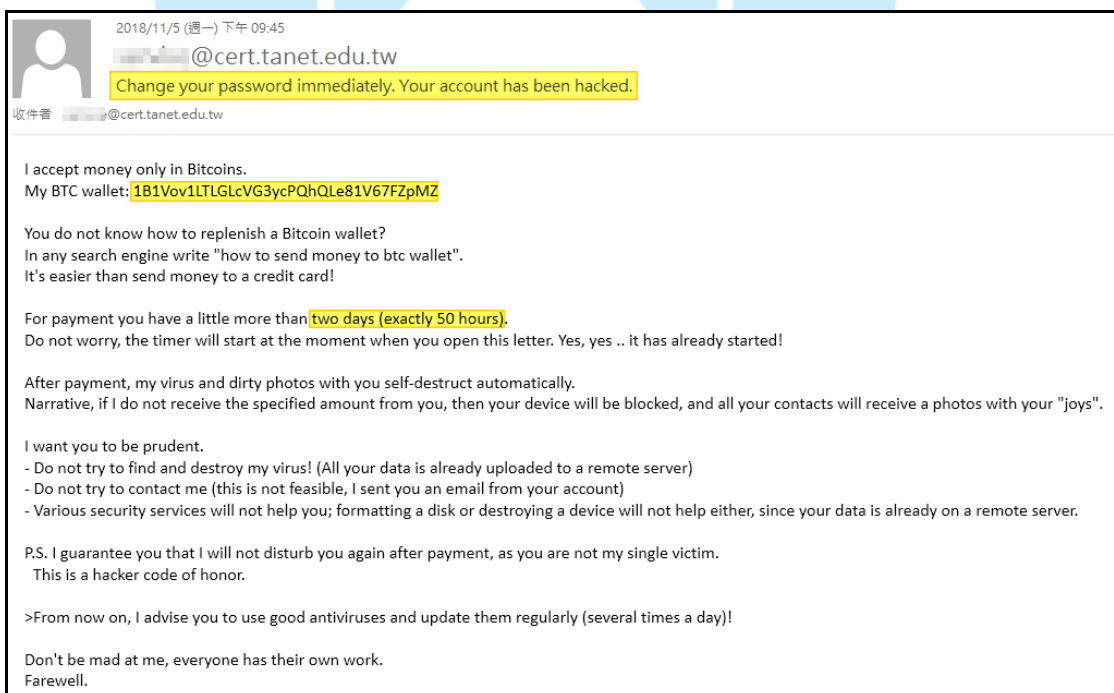 2018/11/5 (週一) 下午 09:45
@cert.tanet.edu.tw
Change your password immediately. Your account has been hacked.
收件者 @cert.tanet.edu.tw
I accept money only in Bitcoins.
My BTC wallet: 1B1Vov1LTLGLcVG3ycPQhQLe81V67FZpMZ
You do not know how to replenish a Bitcoin wallet?
In any search engine write "how to send money to btc wallet".
It's easier than send money to a credit card!
For payment you have a little more than two days (exactly 50 hours).
Do not worry, the timer will start at the moment when you open this letter. Yes, yes .. it has already started!
After payment, my virus and dirty photos with you self-destruct automatically.
Narrative, if I do not receive the specified amount from you, then your device will be blocked, and all your contacts will receive a photos with your "joys".
I want you to be prudent.
- Do not try to find and destroy my virus! (All your data is already uploaded to a remote server)
- Do not try to contact me (this is not feasible, I sent you an email from your account)
- Various security services will not help you; formatting a disk or destroying a device will not help either, since your data is already on a remote server.
P.S. I guarantee you that I will not disturb you again after payment, as you are not my single victim.
This is a hacker code of honor.
>From now on, I advise you to use good antiviruses and update them regularly (several times a day)!
Don't be mad at me, everyone has their own work.
Farewell.